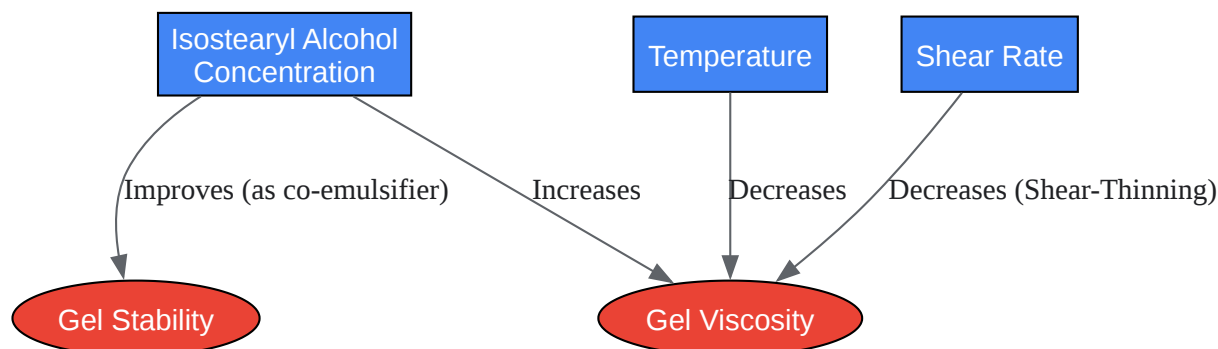 Isostearyl Alcohol
Concentration
Temperature
Shear Rate
Improves (as co-emulsifier)
Increases
Decreases
Decreases (Shear-Thinning)
Gel Stability
Gel Viscosity